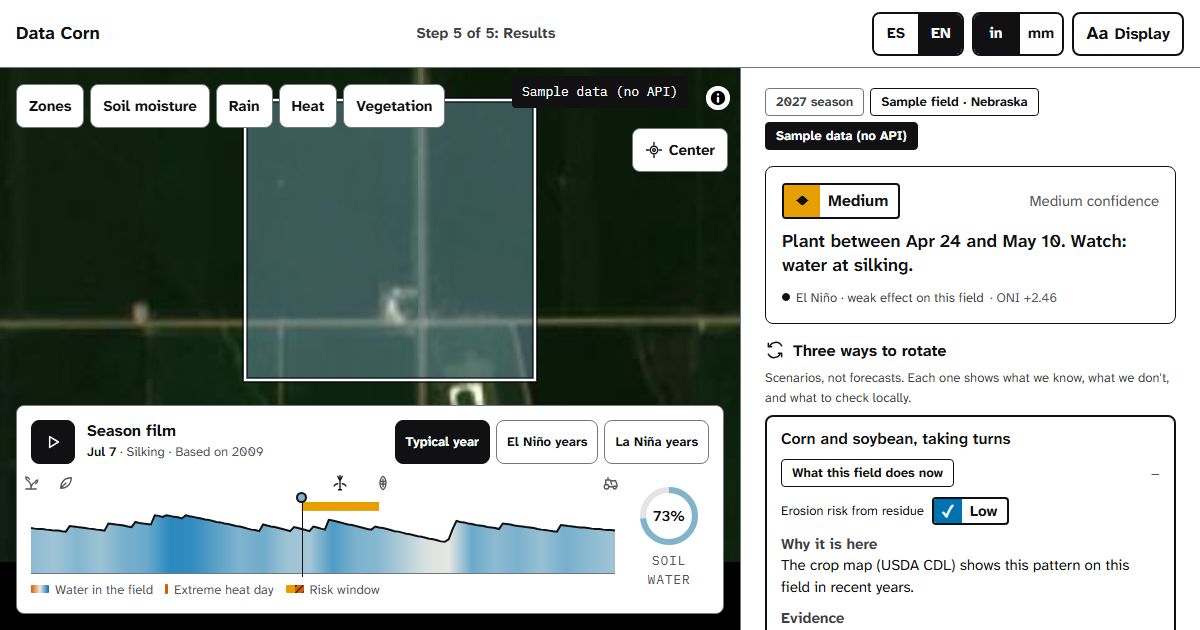 Data Corn
Step 5 of 5: Results
ES
EN
in
mm
Aa Display
Zones
Soil moisture
Rain
Heat
Vegetation
Sample data (no API)
Center
Season film
Jul 7 · Silking · Based on 2009
Typical year
El Niño years
La Niña years
73%
SOIL
WATER
Water in the field
Extreme heat day
Risk window
2027 season
Sample field · Nebraska
Sample data (no API)
Medium
Medium confidence
Plant between Apr 24 and May 10. Watch:
water at silking.
El Niño · weak effect on this field · ONI +2.46
Three ways to rotate
Scenarios, not forecasts. Each one shows what we know, what we don't,
and what to check locally.
Corn and soybean, taking turns
What this field does now
–
Erosion risk from residue
Low
Why it is here
The crop map (USDA CDL) shows this pattern on this
field in recent years.
Evidence